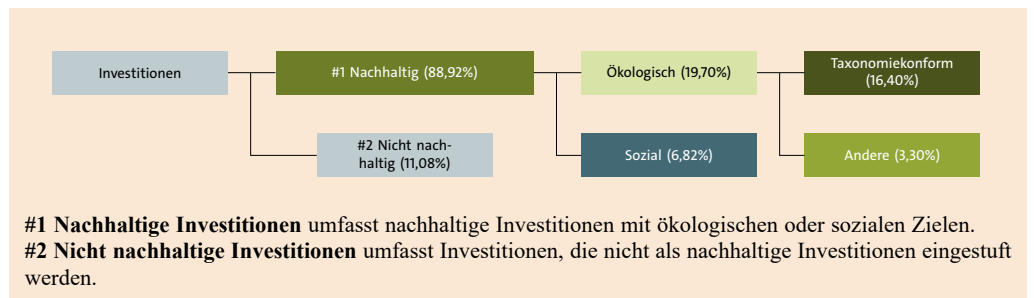 Investitionen
#1 Nachhaltig (88,92%)
Ökologisch (19,70%)
Taxonomiekonform
(16,40%)
#2 Nicht nach-
haltig (11,08%)
Sozial (6,82%)
Andere (3,30%)
#1 Nachhaltige Investitionen umfasst nachhaltige Investitionen mit ökologischen oder sozialen Zielen.
#2 Nicht nachhaltige Investitionen umfasst Investitionen, die nicht als nachhaltige Investitionen eingestuft
werden.